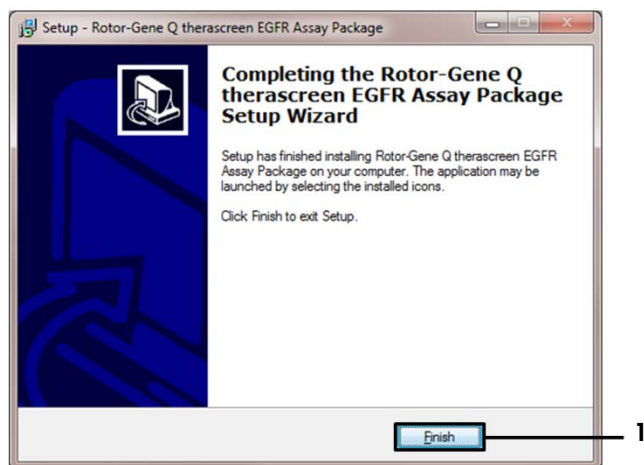 Setup - Rotor-Gene Q therascreen EGFR Assay Package
Completing the Rotor-Gene Q
therascreen EGFR Assay Package
Setup Wizard
Setup has finished installing Rotor-Gene Q therascreen EGFR
Assay Package on your computer. The application may be
launched by selecting the installed icons.
Click Finish to exit Setup.
Finish
1